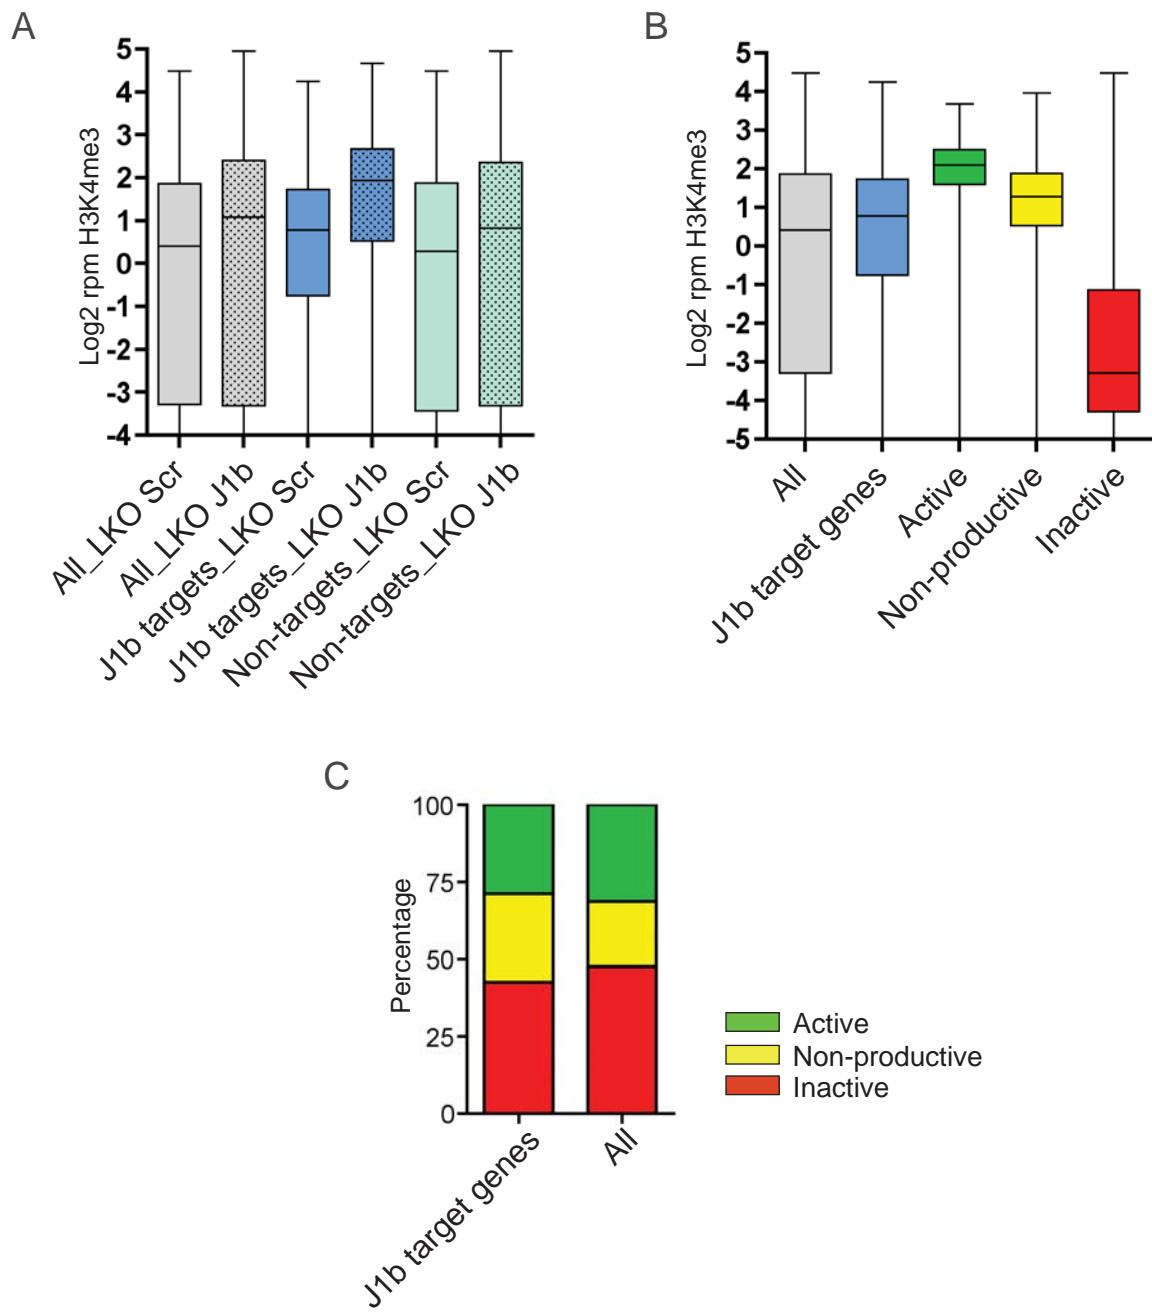 A
Log2 rpm H3K4me3
5
4
3
2
1
0
-1
-2
-3
-4
All_LKO Scr
All_LKO J1b
J1b targets_LKO Scr
J1b targets_LKO J1b
Non-targets_LKO Scr
Non-targets_LKO J1b
B
Log2 rpm H3K4me3
5
4
3
2
1
0
-1
-2
-3
-4
-5
All
J1b target genes
Active
Non-productive
Inactive
C
Percentage
100
75
50
25
0
J1b target genes
All
Active
Non-productive
Inactive